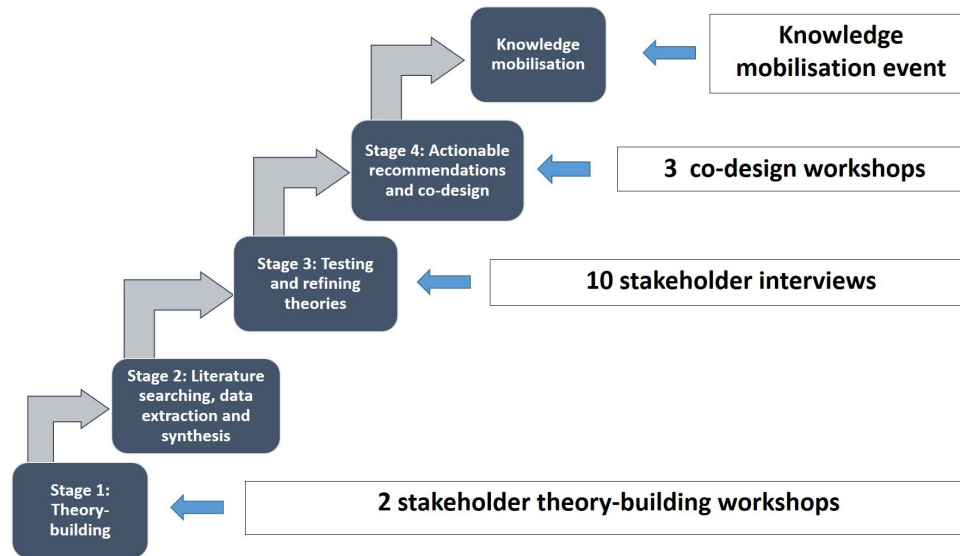 Knowledge
mobilisation
Knowledge
mobilisation event
Stage 4: Actionable
recommendations
and co-design
3 co-design workshops
Stage 3: Testing
and refining
theories
10 stakeholder interviews
Stage 2: Literature
searching, data
extraction and
synthesis
Stage 1:
Theory-
building
2 stakeholder theory-building workshops